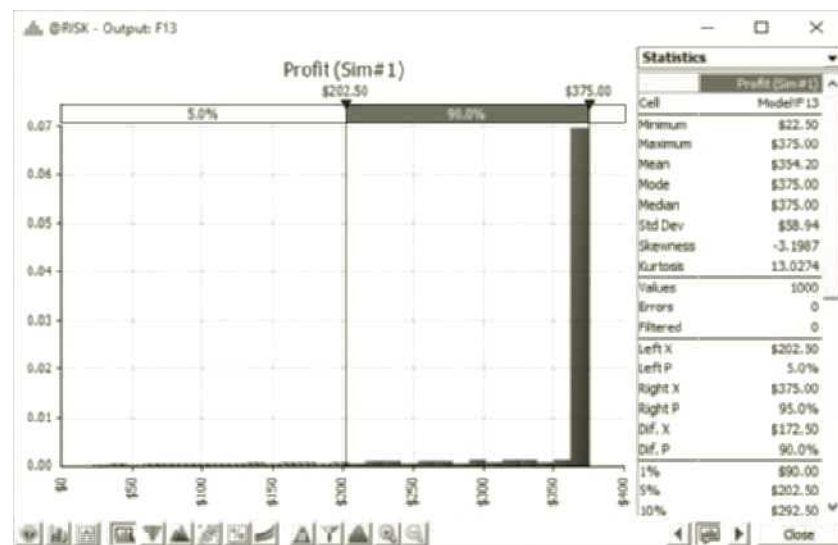 @RISK - Output: F13
Profit (Sim#1)
$202.50 $375.00
5.0% 90.0%
0.07
0.06
0.05
0.04
0.03
0.02
0.01
0.00
$0 $50 $100 $150 $200 $250 $300 $350 $400
Statistics
Profit (Sim#1)
Cell Model!F13
Minimum $22.50
Maximum $375.00
Mean $354.20
Mode $375.00
Median $375.00
Std Dev $58.94
Skewness -3.1987
Kurtosis 13.0274
Values 1000
Errors 0
Filtered 0
Left X $202.50
Left P 5.0%
Right X $375.00
Right P 95.0%
Dif. X $172.50
Dif. P 90.0%
1% $90.00
5% $202.50
10% $292.50
Close